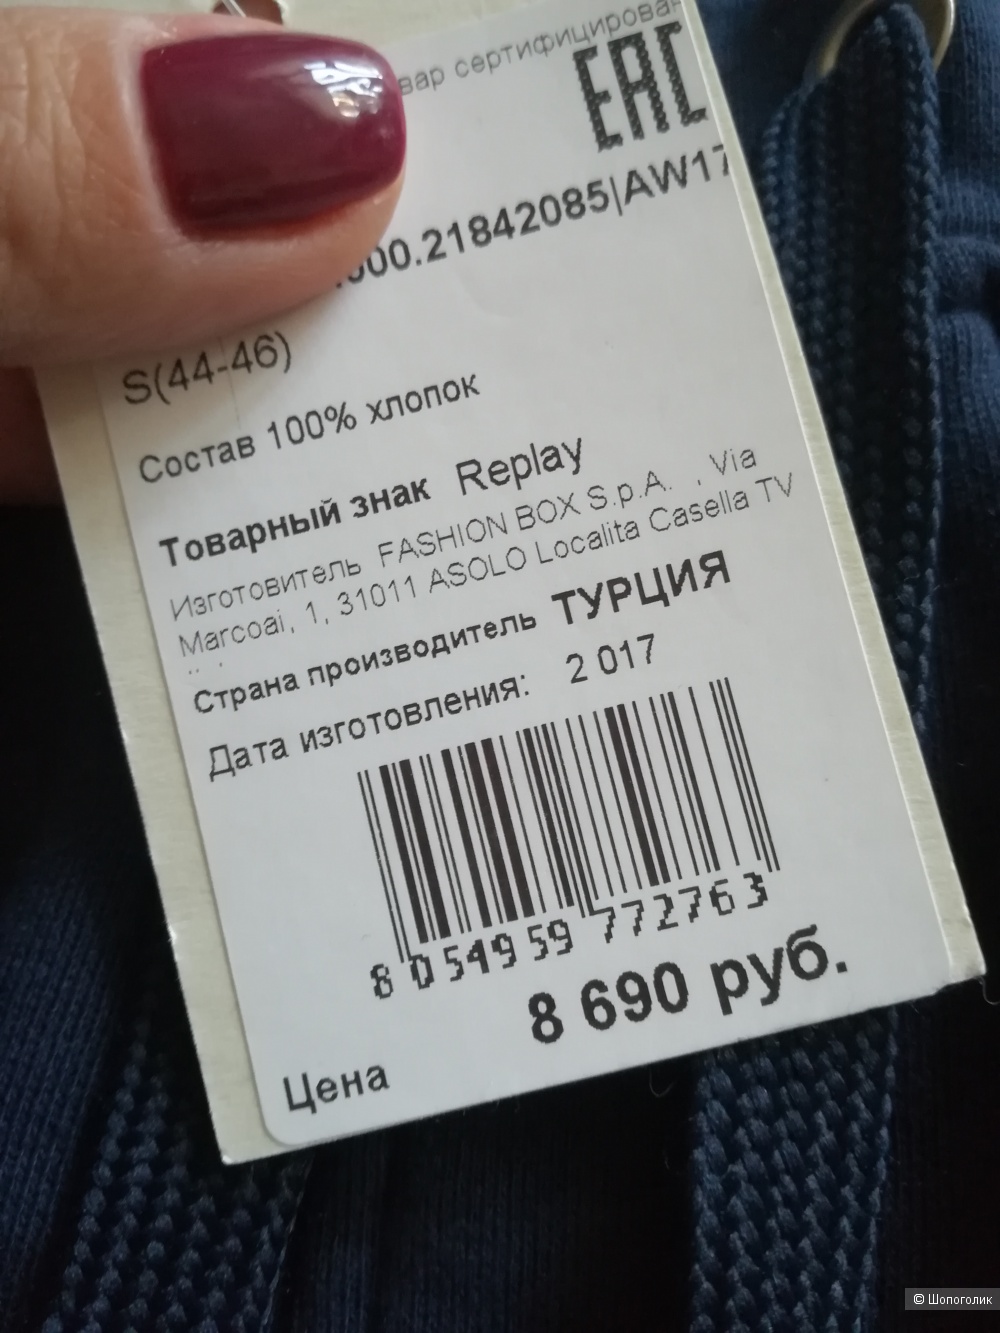 вар сертифицирован
EAC
.000.21842085|AW17
S(44-46)
Состав 100% хлопок
Товарный знак Replay
Изготовитель FASHION BOX S.p.A. , Via
Marcoai, 1, 31011 ASOLO Localita Casella TV
Страна производитель ТУРЦИЯ
Дата изготовления: 2 017
8 054959 772763
8 690 руб.
Цена
© Шопоголик